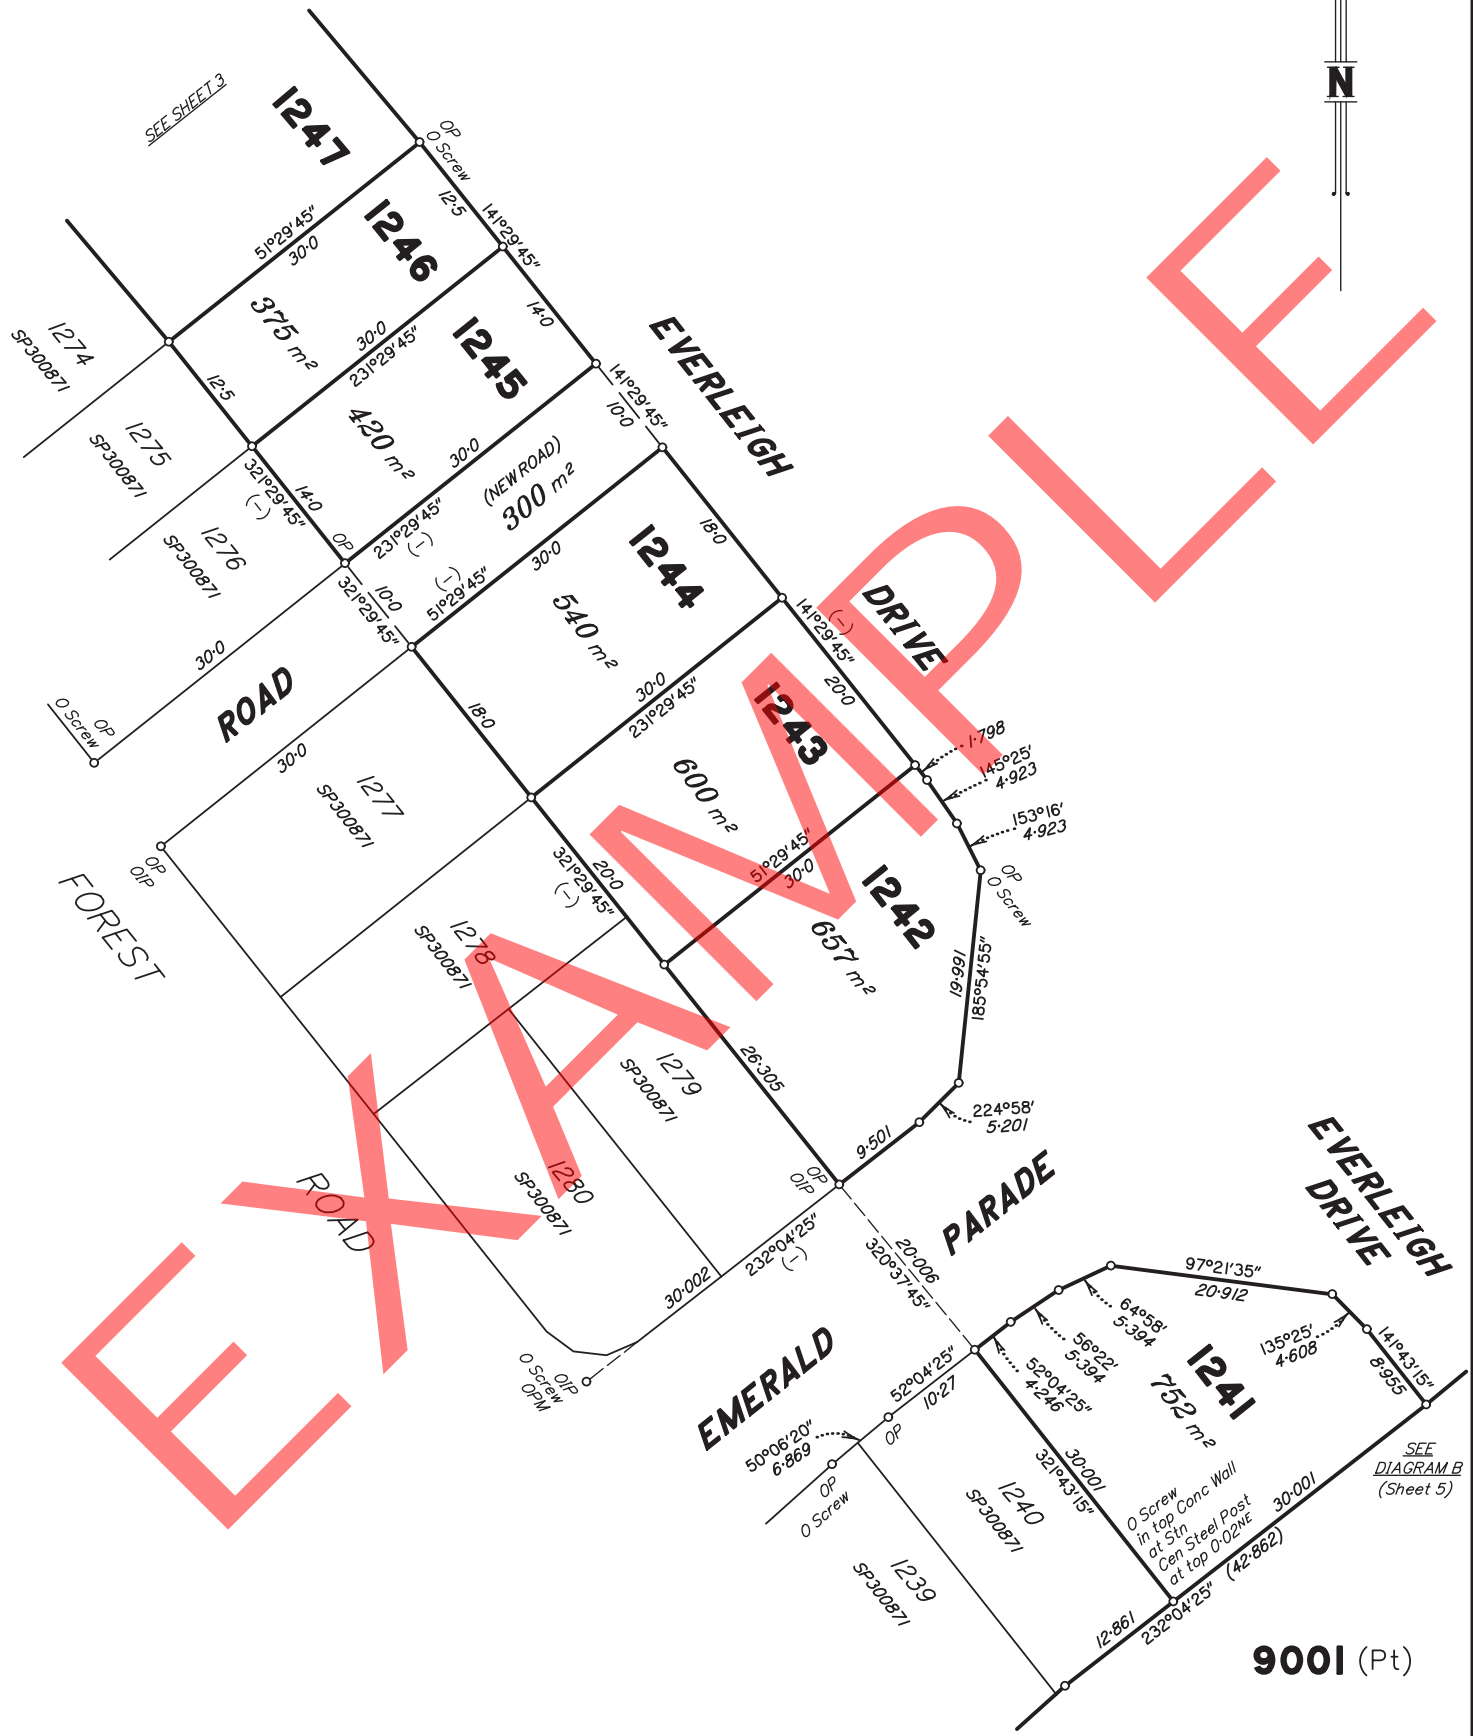 N
SEE SHEET 3
1247
OP
O Screw
12·5
141°29'45"
51°29'45"
30·0
1246
375 m²
14·0
30·0
231°29'45"
1245
420 m²
EVERLEIGH
1274
SP300871
12·5
1275
SP300871
141°29'45"
10·0
30·0
(NEW ROAD)
300 m²
321°29'45"
(–)
14·0
OP
231°29'45"
(–)
1276
SP300871
18·0
1244
(–)
51°29'45"
30·0
321°29'45"
10·0
540 m²
DRIVE
141°29'45"
(–)
30·0
ROAD
O Screw
OP
30·0
231°29'45"
20·0
18·0
1243
600 m²
1·798
145°25'
4·923
153°16'
4·923
30·0
1277
SP300871
OP
OIP
FOREST
51°29'45"
30·0
1242
657 m²
OP
O Screw
20·0
321°29'45"
(–)
1278
SP300871
19·991
185°54'55"
26·305
1279
SP300871
224°58'
5·201
9·501
OP
OIP
1280
SP300871
ROAD
232°04'25"
(–)
30·002
O Screw
OIP
OPM
PARADE
20·006
320°37'45"
EMERALD
EVERLEIGH
DRIVE
97°21'35"
20·912
64°58'
5·394
56°22'
5·394
52°04'25"
4·246
135°25'
4·608
141°43'15"
8·955
1241
752 m²
52°04'25"
10·27
OP
50°06'20"
6·869
OP
O Screw
30·001
321°43'15"
1240
SP300871
1239
SP300871
O Screw
in top Conc Wall
at Stn
Cen Steel Post
at top 0·02NE
SEE
DIAGRAM B
(Sheet 5)
30·001
(42·862)
232°04'25"
12·861
9001 (Pt)
EXAMPLE